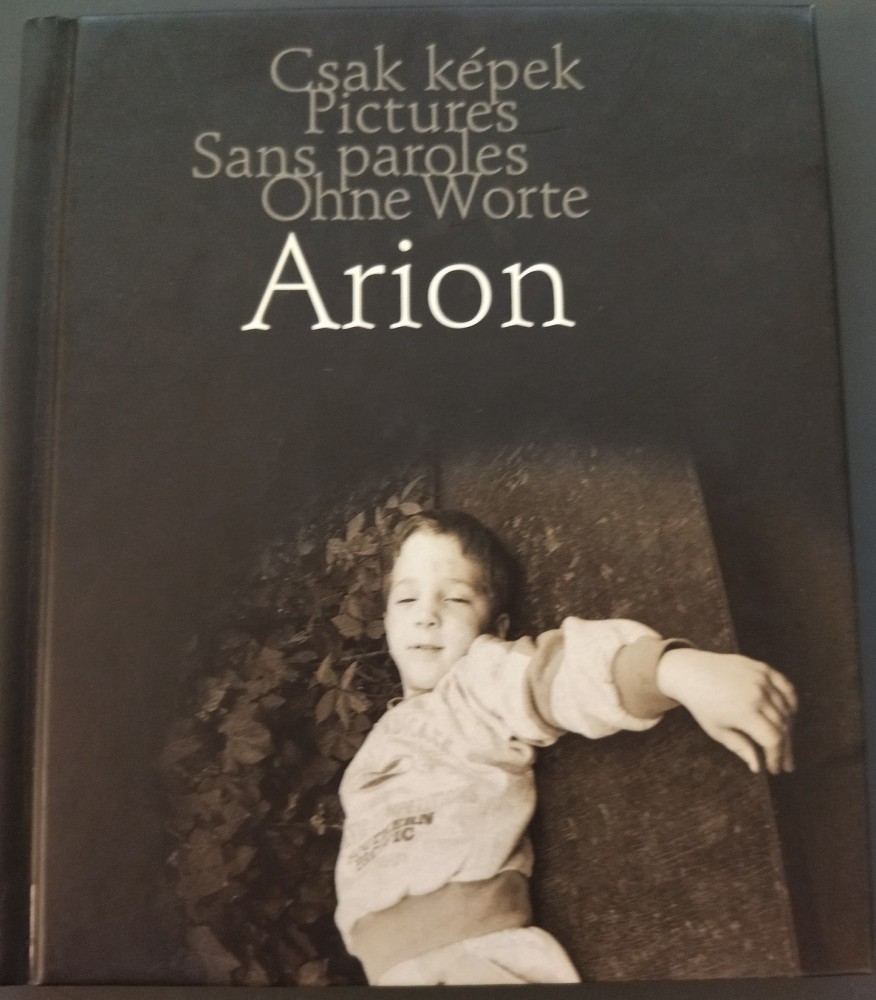 Csak képek
Pictures
Sans paroles
Ohne Worte
Arion